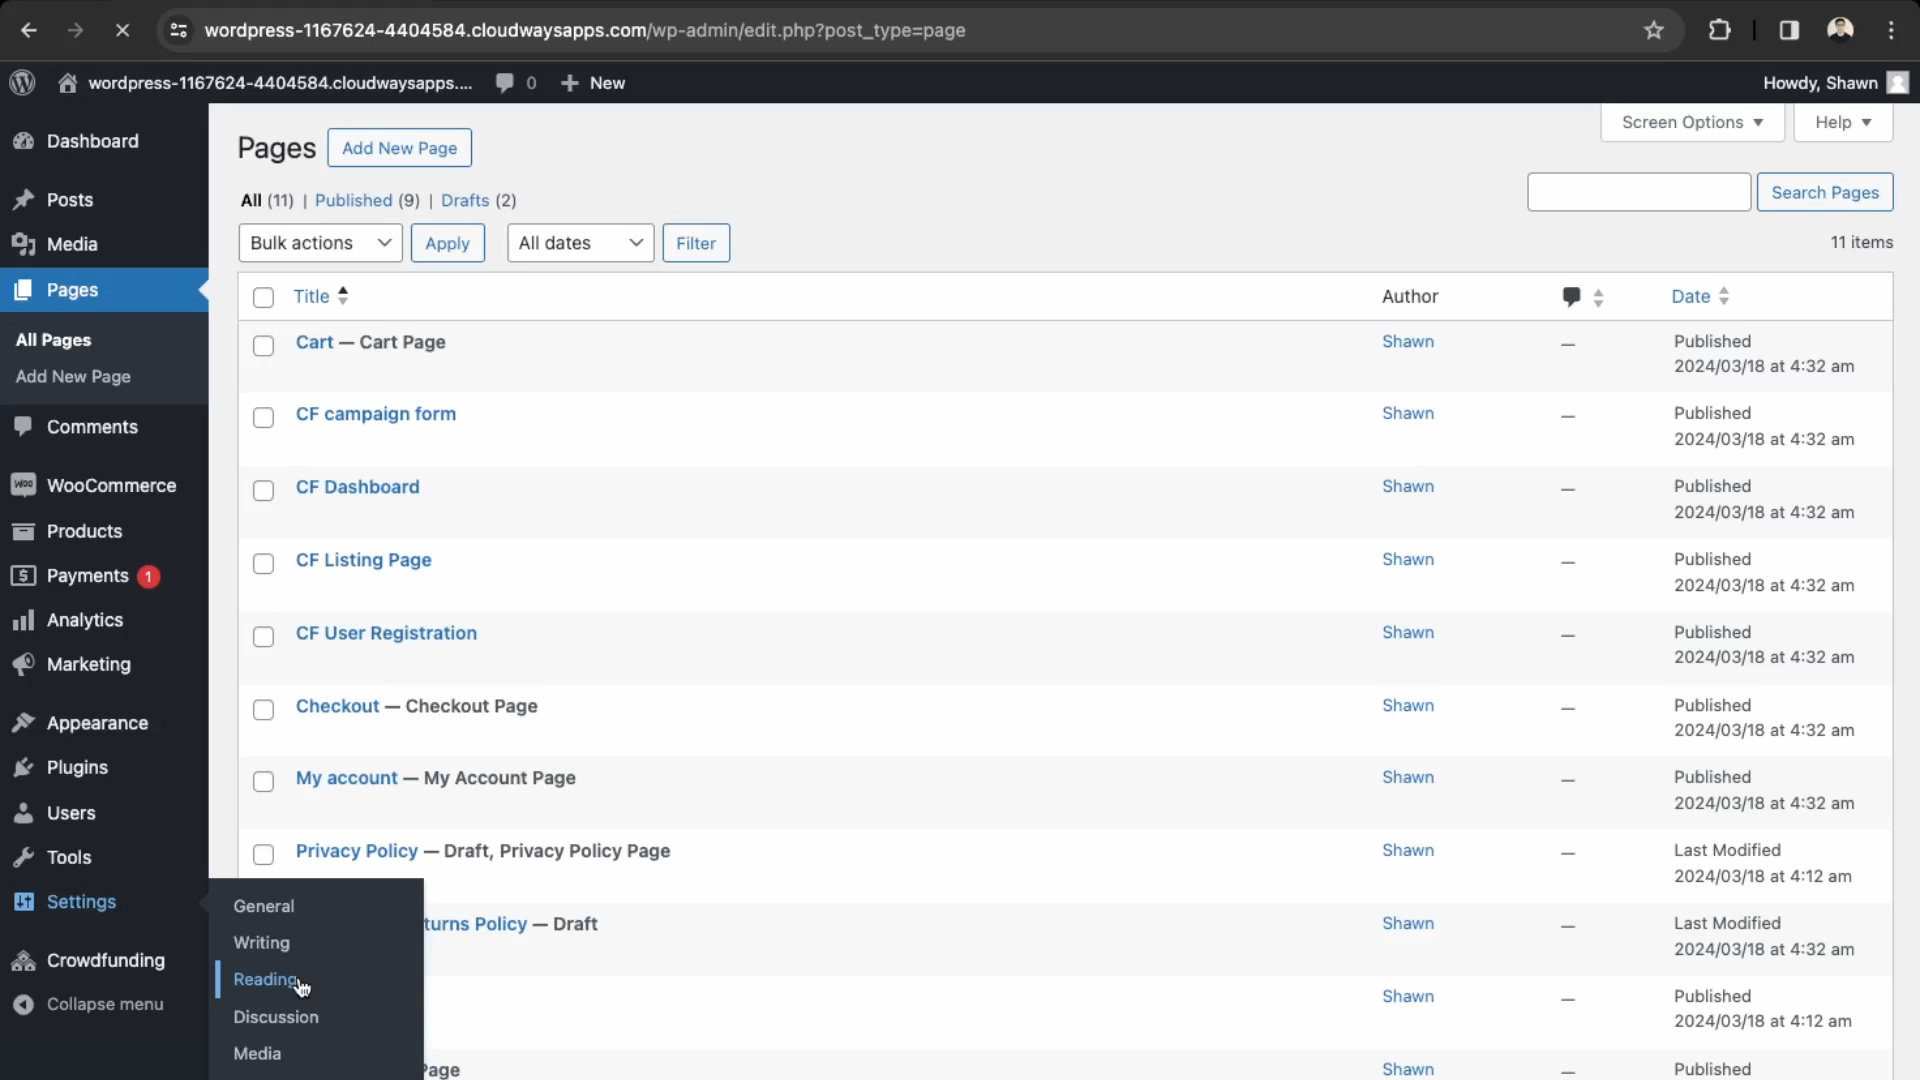 wordpress-1167624-4404584.cloudwaysapps.com/wp-admin/edit.php?post_type=page
wordpress-1167624-4404584.cloudwaysapps.... 0 + New Howdy, Shawn
Dashboard
Posts
Media
Pages
All Pages
Add New Page
Comments
WooCommerce
Products
Payments 1
Analytics
Marketing
Appearance
Plugins
Users
Tools
Settings
Crowdfunding
Collapse menu
General
Writing
Reading
Discussion
Media
Screen Options Help
Pages Add New Page
All (11) | Published (9) | Drafts (2)
Search Pages
Bulk actions Apply All dates Filter 11 items
Title Author Date
Cart — Cart Page Shawn — Published
2024/03/18 at 4:32 am
CF campaign form Shawn — Published
2024/03/18 at 4:32 am
CF Dashboard Shawn — Published
2024/03/18 at 4:32 am
CF Listing Page Shawn — Published
2024/03/18 at 4:32 am
CF User Registration Shawn — Published
2024/03/18 at 4:32 am
Checkout — Checkout Page Shawn — Published
2024/03/18 at 4:32 am
My account — My Account Page Shawn — Published
2024/03/18 at 4:32 am
Privacy Policy — Draft, Privacy Policy Page Shawn — Last Modified
2024/03/18 at 4:12 am
turns Policy — Draft Shawn — Last Modified
2024/03/18 at 4:32 am
Shawn — Published
2024/03/18 at 4:12 am
Page Shawn — Published